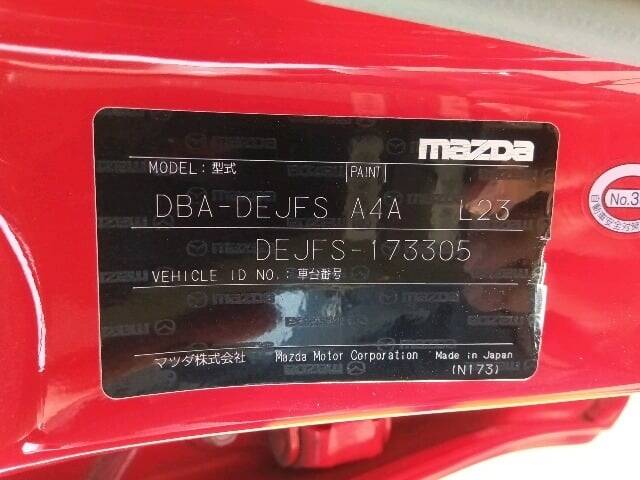 mazda
MODEL:型式 PAINT
DBA-DEJFS A4A L23
DEJFS-173305
VEHICLE ID NO.:車台番号
マツダ株式会社 Mazda Motor Corporation Made in Japan
(N173)
No.3